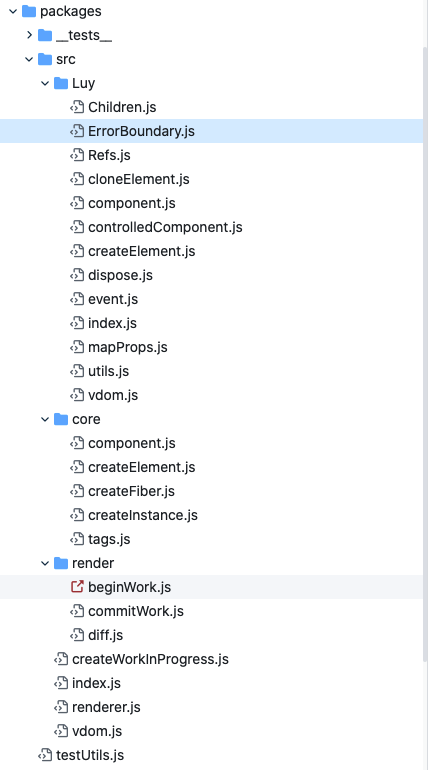 packages
__tests__
src
Luy
Children.js
ErrorBoundary.js
Refs.js
cloneElement.js
component.js
controlledComponent.js
createElement.js
dispose.js
event.js
index.js
mapProps.js
utils.js
vdom.js
core
component.js
createElement.js
createFiber.js
createInstance.js
tags.js
render
beginWork.js
commitWork.js
diff.js
createWorkInProgress.js
index.js
renderer.js
vdom.js
testUtils.js